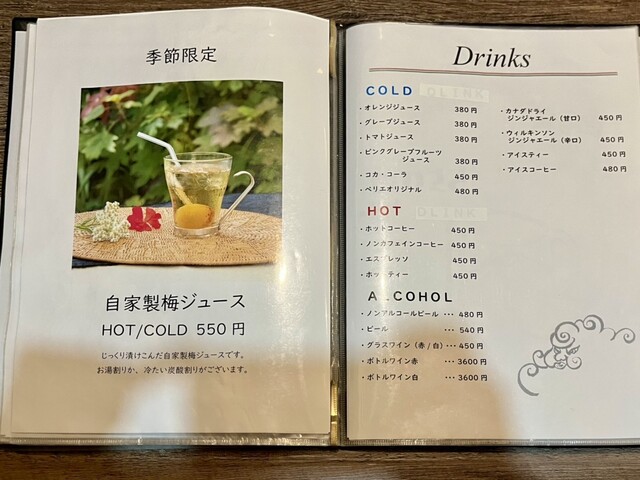 季節限定
自家製梅ジュース
HOT/COLD 550円
じっくり漬けこんだ自家製梅ジュースです。
お湯割りか、冷たい炭酸割りがございます。
Drinks
COLD DLINK
・オレンジジュース 380円
・グレープジュース 380円
・トマトジュース 380円
・ピンクグレープフルーツ
ジュース 380円
・コカ・コーラ 450円
・ペリエオリジナル 480円
・カナダドライ
ジンジャエール(甘口) 450円
・ウィルキンソン
ジンジャエール(辛口) 450円
・アイスティー 450円
・アイスコーヒー 480円
HOT DLINK
・ホットコーヒー 450円
・ノンカフェインコーヒー 450円
・エスプレッソ 450円
・ホットティー 450円
ALCOHOL
・ノンアルコールビール ・・・ 480円
・ビール ・・・ 540円
・グラスワイン(赤/白) ・・・ 450円
・ボトルワイン赤 ・・・ 3600円
・ボトルワイン白 ・・・ 3600円